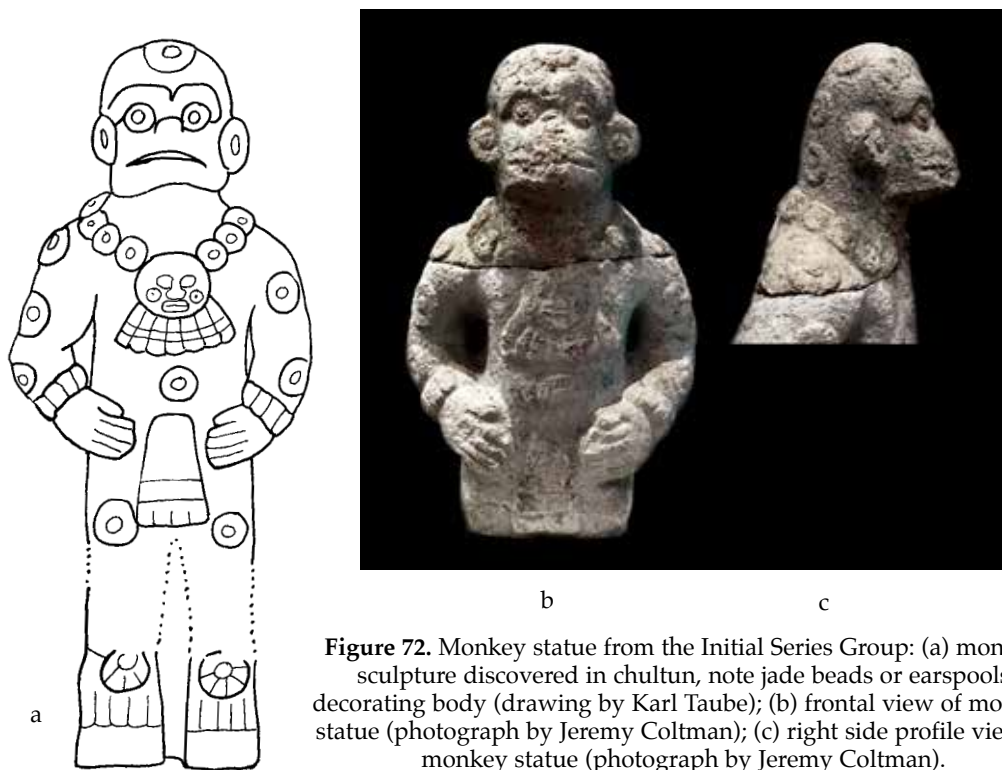 b
c
a
Figure 72. Monkey statue from the Initial Series Group: (a) mon
sculpture discovered in chultun, note jade beads or earspools
decorating body (drawing by Karl Taube); (b) frontal view of mo
statue (photograph by Jeremy Coltman); (c) right side profile vie
monkey statue (photograph by Jeremy Coltman).